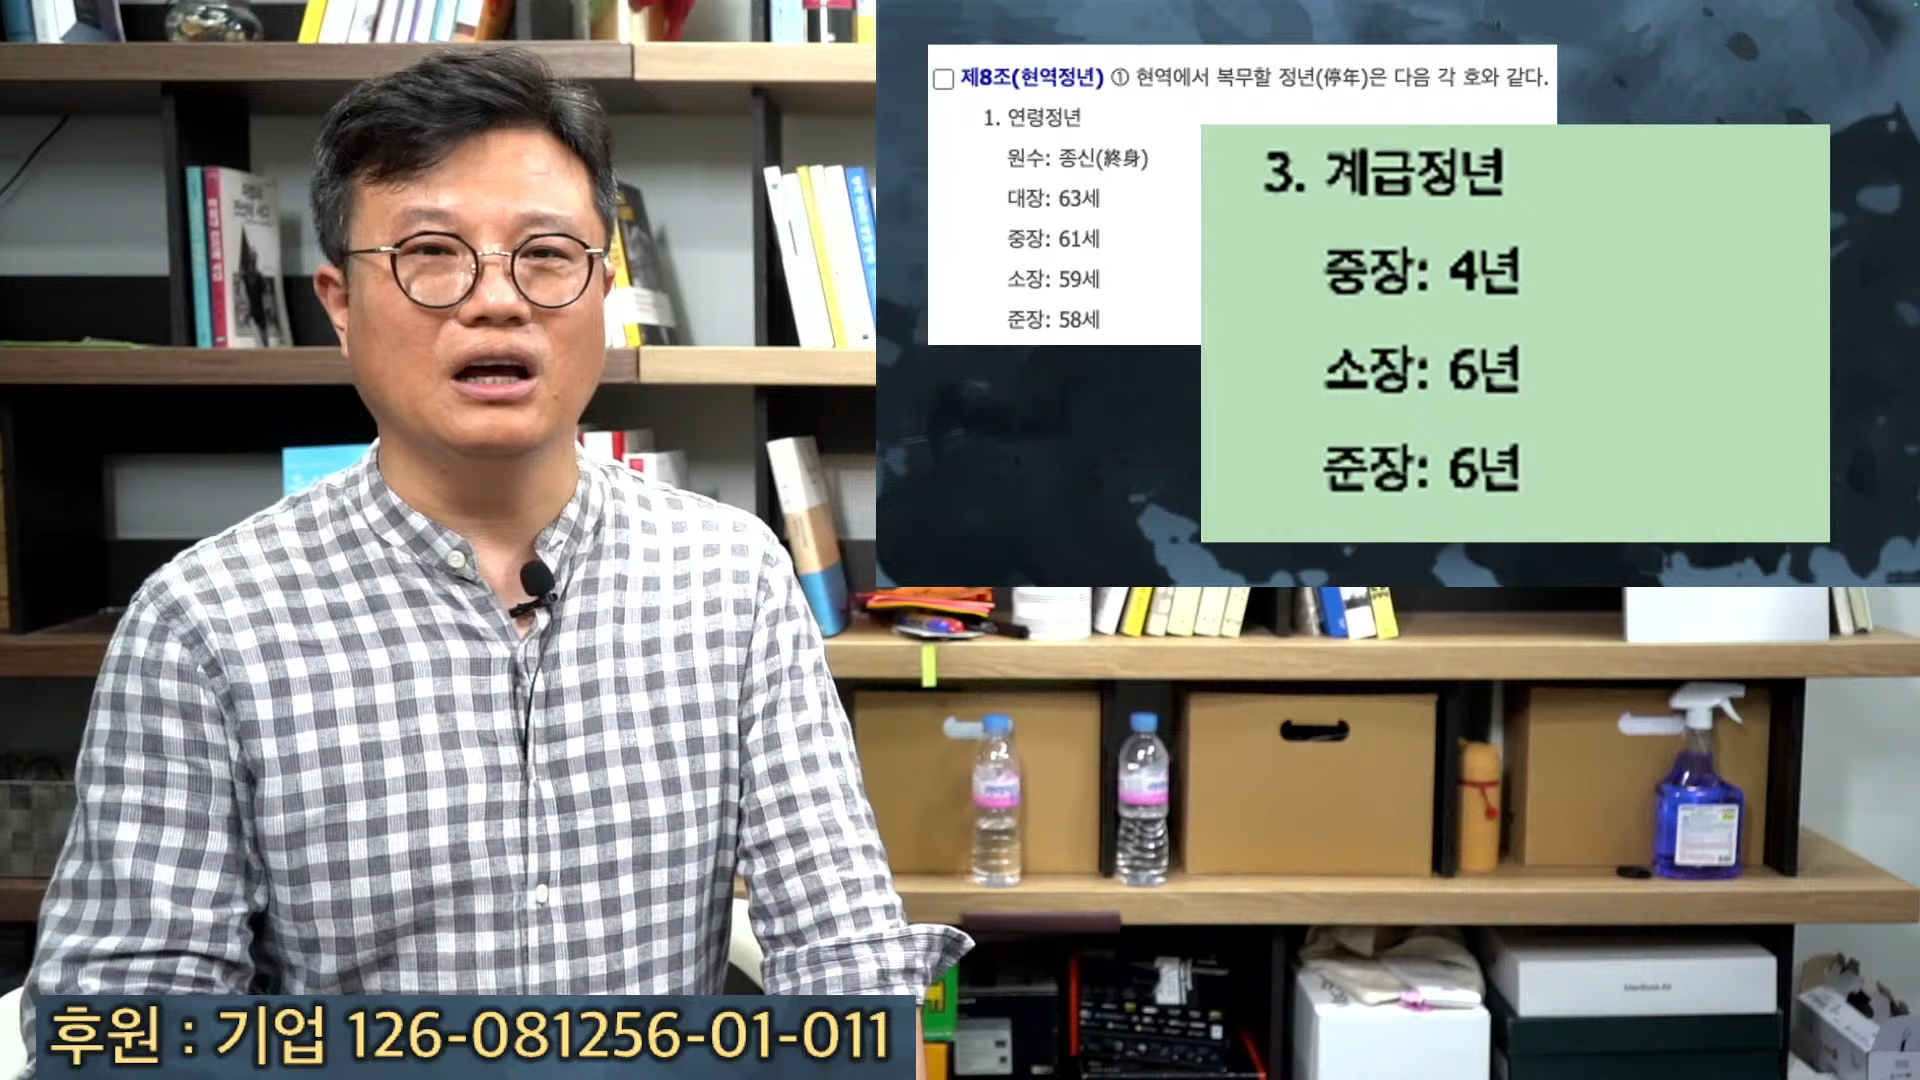 제8조(현역정년) ① 현역에서 복무할 정년(停年)은 다음 각 호와 같다.
1. 연령정년
원수: 종신(終身)
대장: 63세
중장: 61세
소장: 59세
준장: 58세
3. 계급정년
중장: 4년
소장: 6년
준장: 6년
후원 : 기업 126-081256-01-011
MacBook Air